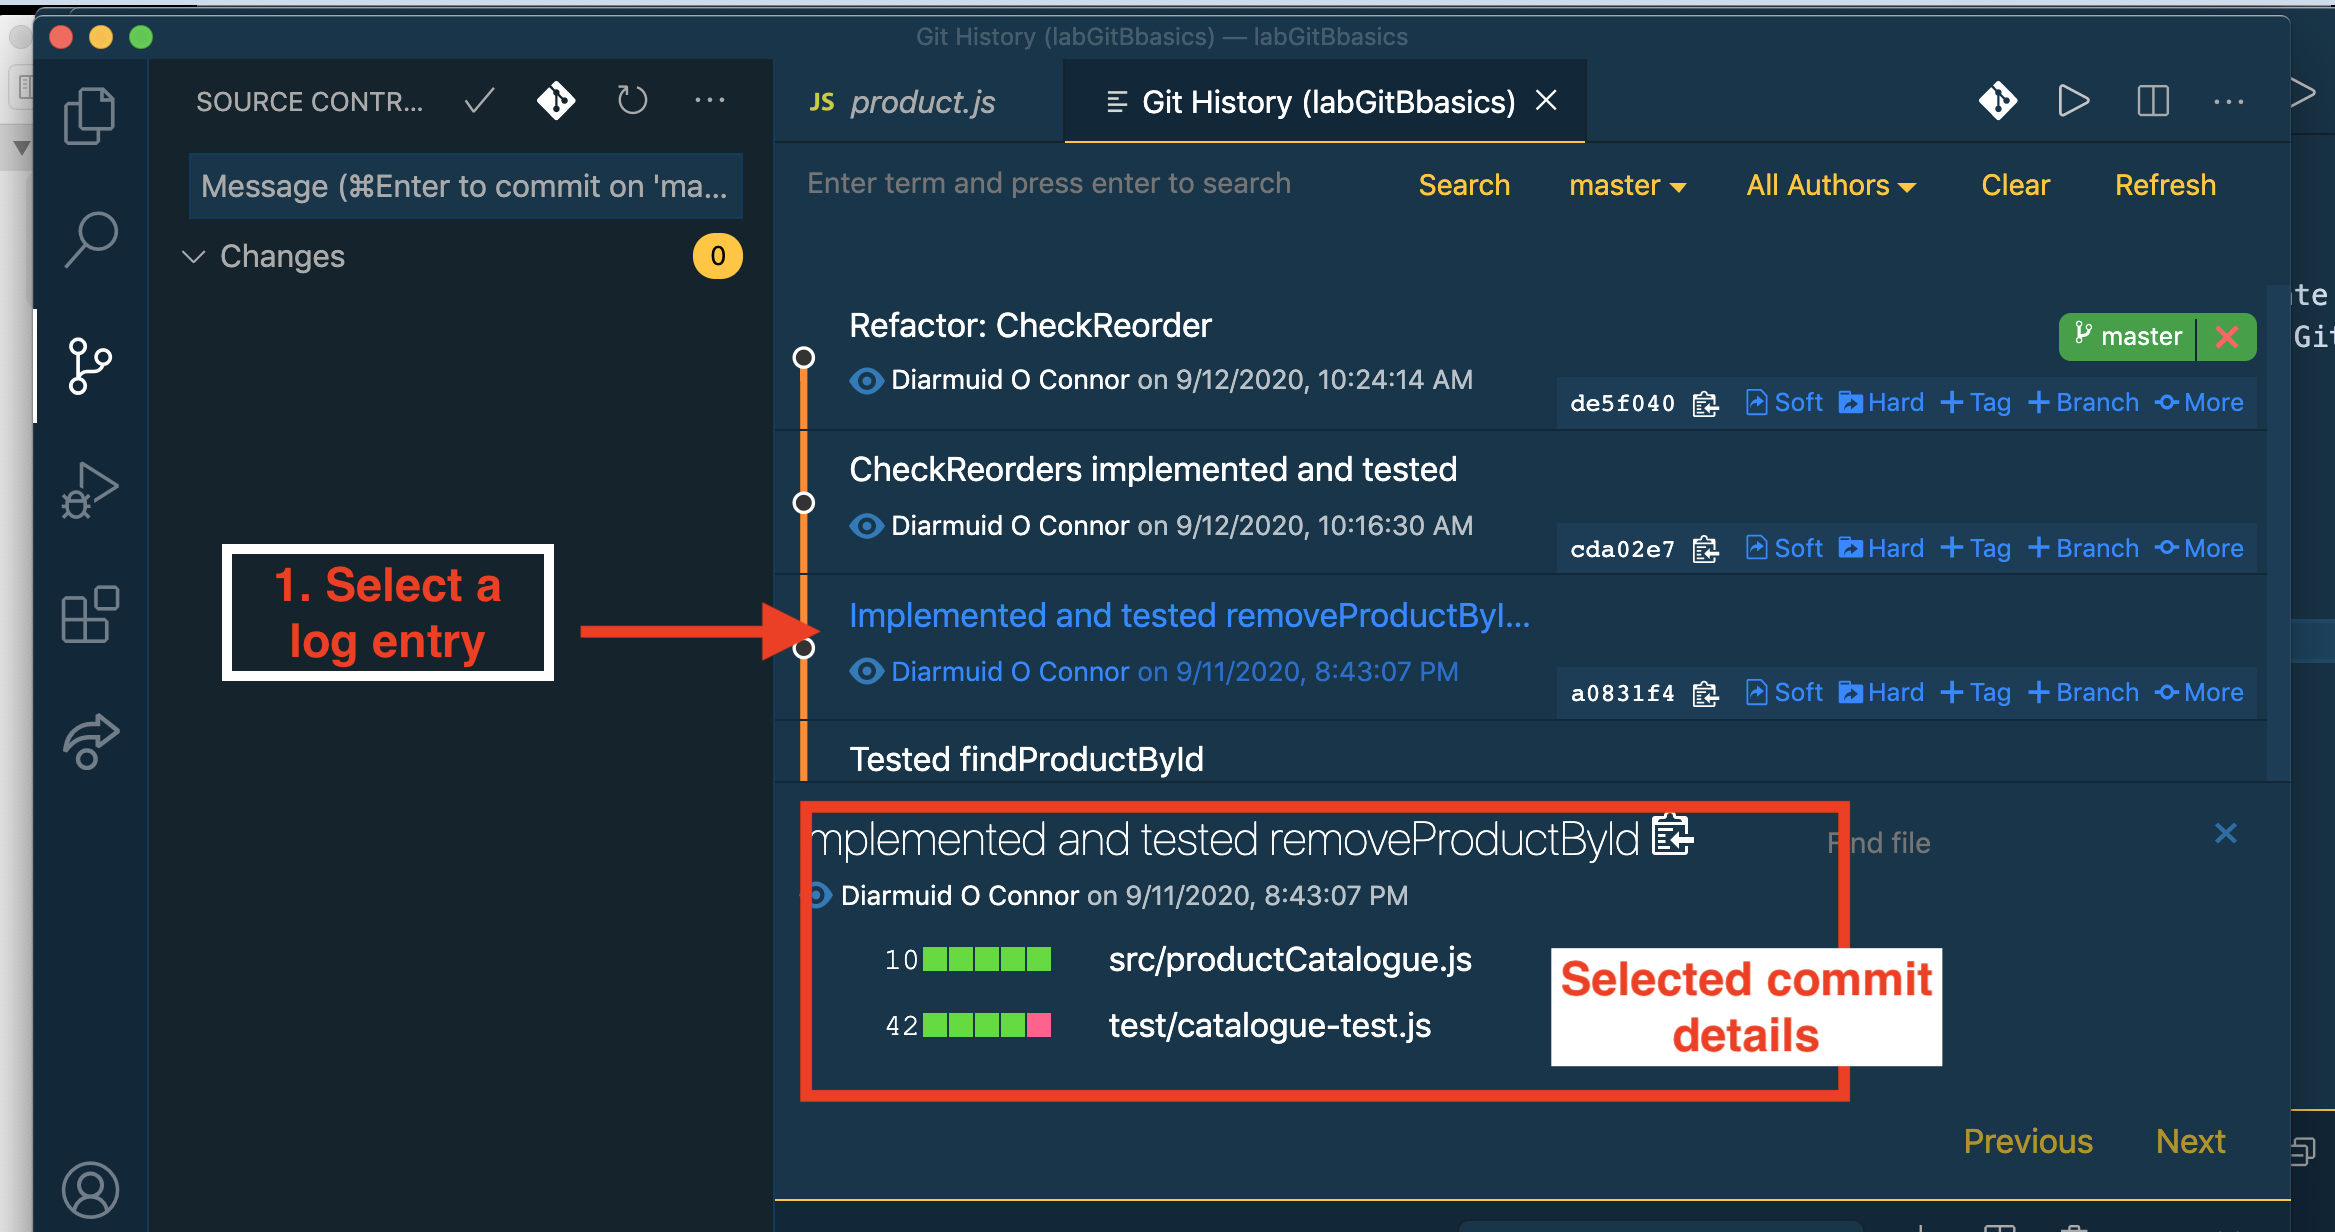 Git History (labGitBbasics) — labGitBbasics
SOURCE CONTR...
JS product.js
Git History (labGitBbasics)
Message (⌘Enter to commit on 'ma...
Enter term and press enter to search
Search
master
All Authors
Clear
Refresh
Changes
0
Refactor: CheckReorder
master
Diarmuid O Connor on 9/12/2020, 10:24:14 AM
de5f040 Soft Hard + Tag + Branch More
CheckReorders implemented and tested
Diarmuid O Connor on 9/12/2020, 10:16:30 AM
cda02e7 Soft Hard + Tag + Branch More
1. Select a
log entry
Implemented and tested removeProductByI...
Diarmuid O Connor on 9/11/2020, 8:43:07 PM
a0831f4 Soft Hard + Tag + Branch More
Tested findProductById
mplemented and tested removeProductById
Find file
Diarmuid O Connor on 9/11/2020, 8:43:07 PM
10 src/productCatalogue.js
42 test/catalogue-test.js
Selected commit
details
Previous
Next